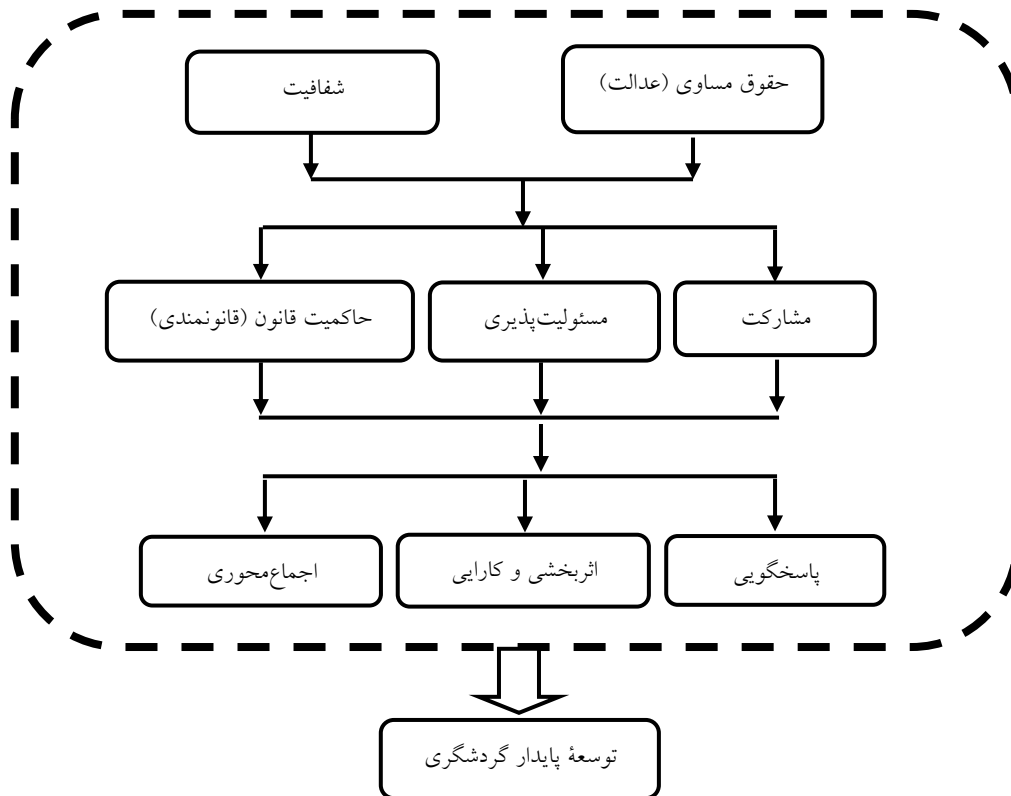 حقوق مساوی (عدالت)
شفافیت
مشارکت
مسئولیت‌پذیری
حاکمیت قانون (قانونمندی)
پاسخگویی
اثربخشی و کارایی
اجماع‌محوری
توسعهٔ پایدار گردشگری